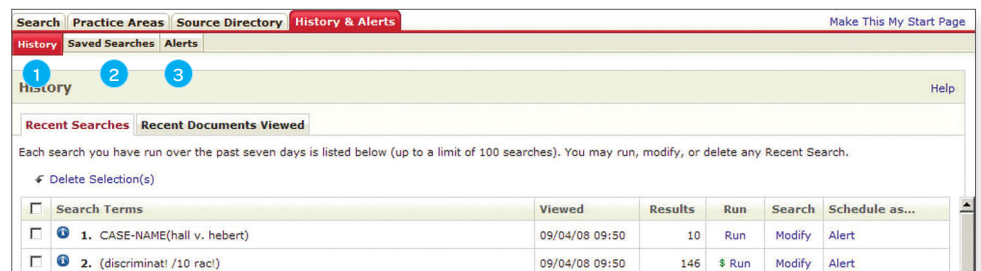 Search Practice Areas Source Directory History & Alerts Make This My Start Page
History Saved Searches Alerts
1 2 3
History Help
Recent Searches Recent Documents Viewed
Each search you have run over the past seven days is listed below (up to a limit of 100 searches). You may run, modify, or delete any Recent Search.
Delete Selection(s)
Search Terms Viewed Results Run Search Schedule as...
1. CASE-NAME(hall v. hebert) 09/04/08 09:50 10 Run Modify Alert
2. (discriminat! /10 rac!) 09/04/08 09:50 146 $ Run Modify Alert